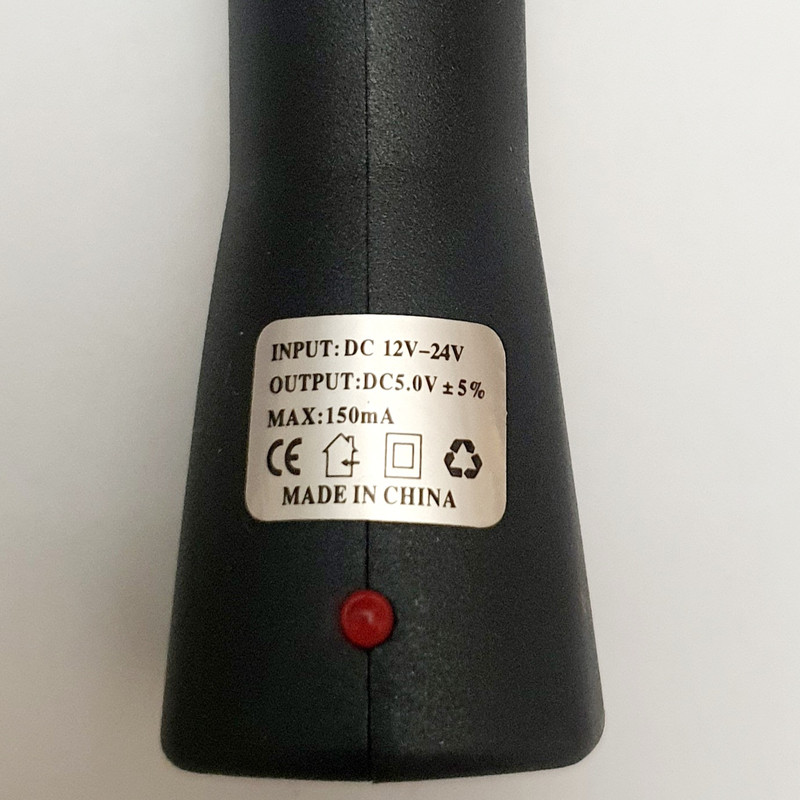 INPUT: DC 12V-24V
OUTPUT:DC5.0V ± 5%
MAX:150mA
CE
MADE IN CHINA